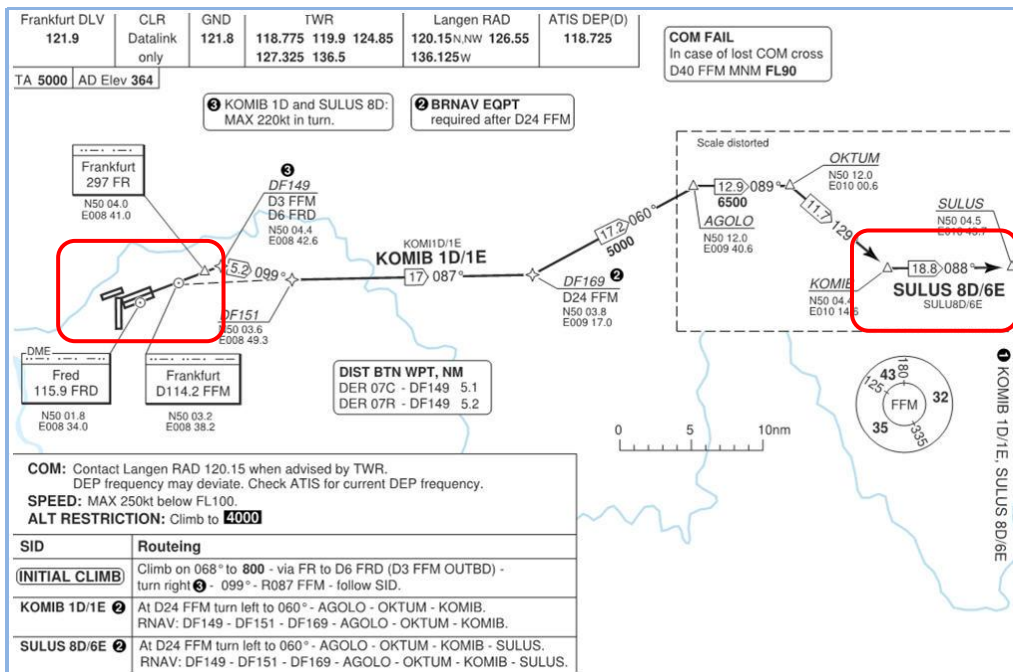 Frankfurt DLV
121.9
CLR
Datalink
only
GND
121.8
TWR
118.775 119.9 124.85
127.325 136.5
Langen RAD
120.15N,NW 126.55
136.125W
ATIS DEP(D)
118.725
TA 5000 AD Elev 364
COM FAIL
In case of lost COM cross
D40 FFM MNM FL90
❸ KOMIB 1D and SULUS 8D:
MAX 220kt in turn.
❷ BRNAV EQPT
required after D24 FFM
Scale distorted
Frankfurt
297 FR
N50 04.0
E008 41.0
❸
DF149
D3 FFM
D6 FRD
N50 04.4
E008 42.6
OKTUM
N50 12.0
E010 00.6
12.9 089°
6500
AGOLO
N50 12.0
E009 40.6
11.7 129°
SULUS
N50 04.5
17.2 060°
5000
KOMI1D/1E
KOMIB 1D/1E
17 087°
5.2 099°
DF151
N50 03.6
E008 49.3
DF169 ❷
D24 FFM
N50 03.8
E009 17.0
KOMIB
N50 04.4
E010 14.6
18.8 088°
SULUS 8D/6E
SULU8D/6E
DME
Fred
115.9 FRD
N50 01.8
E008 34.0
Frankfurt
D114.2 FFM
N50 03.2
E008 38.2
DIST BTN WPT, NM
DER 07C - DF149 5.1
DER 07R - DF149 5.2
0 5 10nm
180
43
125
FFM
32
35
335
❶ KOMIB 1D/1E, SULUS 8D/6E
COM: Contact Langen RAD 120.15 when advised by TWR.
DEP frequency may deviate. Check ATIS for current DEP frequency.
SPEED: MAX 250kt below FL100.
ALT RESTRICTION: Climb to 4000
SID Routeing
INITIAL CLIMB
Climb on 068° to 800 - via FR to D6 FRD (D3 FFM OUTBD) -
turn right ❸ - 099° - R087 FFM - follow SID.
KOMIB 1D/1E ❷
At D24 FFM turn left to 060° - AGOLO - OKTUM - KOMIB.
RNAV: DF149 - DF151 - DF169 - AGOLO - OKTUM - KOMIB.
SULUS 8D/6E ❷
At D24 FFM turn left to 060° - AGOLO - OKTUM - KOMIB - SULUS.
RNAV: DF149 - DF151 - DF169 - AGOLO - OKTUM - KOMIB - SULUS.